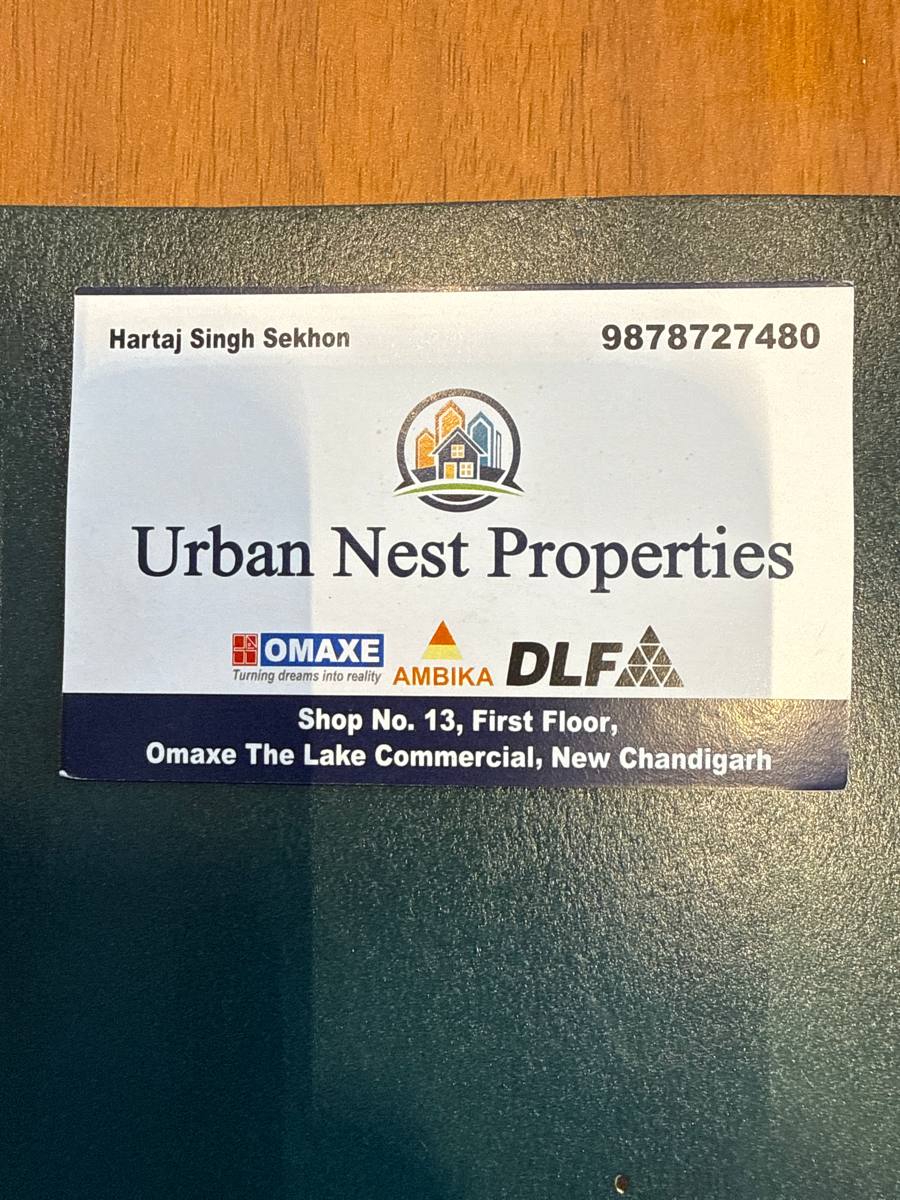 Hartaj Singh Sekhon
9878727480
Urban Nest Properties
OMAXE
Turning dreams into reality
AMBIKA
DLF
Shop No. 13, First Floor,
Omaxe The Lake Commercial, New Chandigarh